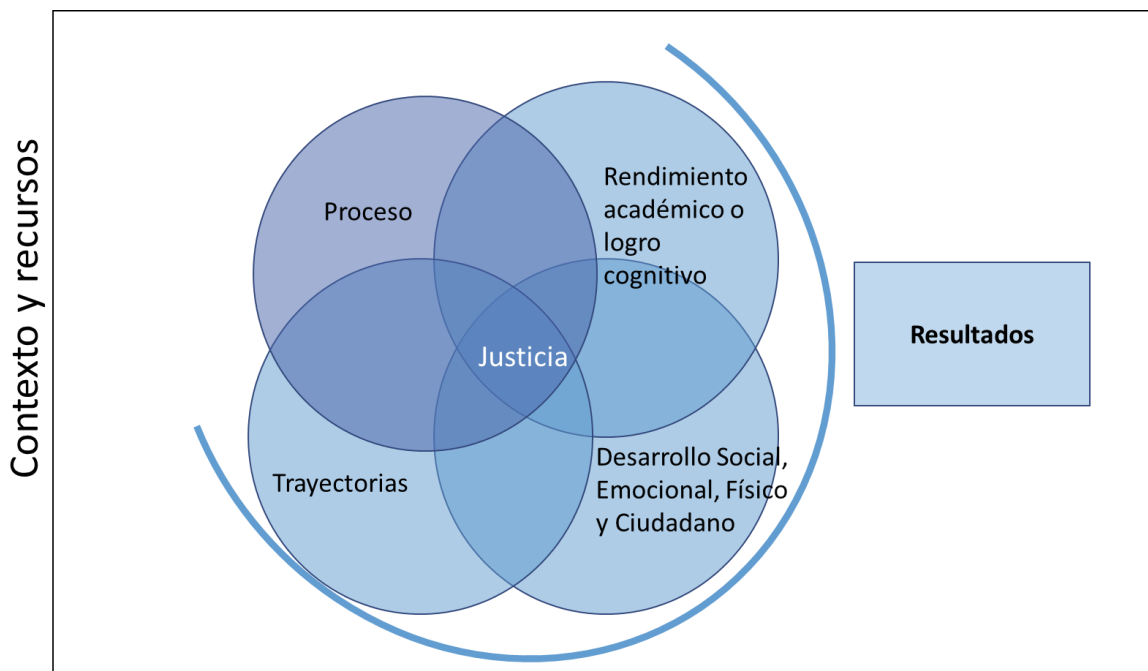 Contexto y recursos
Proceso
Rendimiento
académico o
logro
cognitivo
Justicia
Resultados
Trayectorias
Desarrollo Social,
Emocional, Físico
y Ciudadano